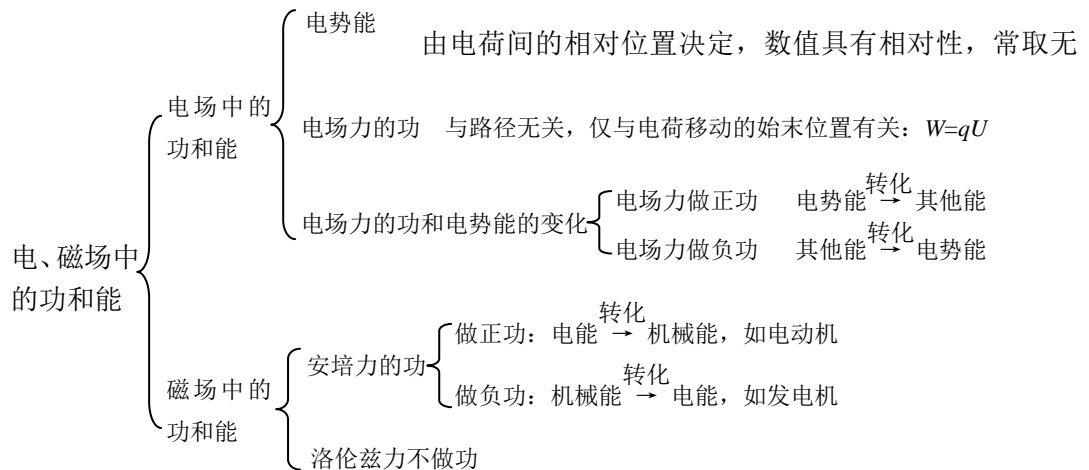 电势能
由电荷间的相对位置决定，数值具有相对性，常取无
电场中的
功和能
电场力的功 与路径无关，仅与电荷移动的始末位置有关：W=qU
电场力的功和电势能的变化
电场力做正功 电势能 转化→ 其他能
电场力做负功 其他能 转化→ 电势能
电、磁场中
的功和能
磁场中的
功和能
安培力的功
做正功：电能 转化→ 机械能，如电动机
做负功：机械能 转化→ 电能，如发电机
洛伦兹力不做功